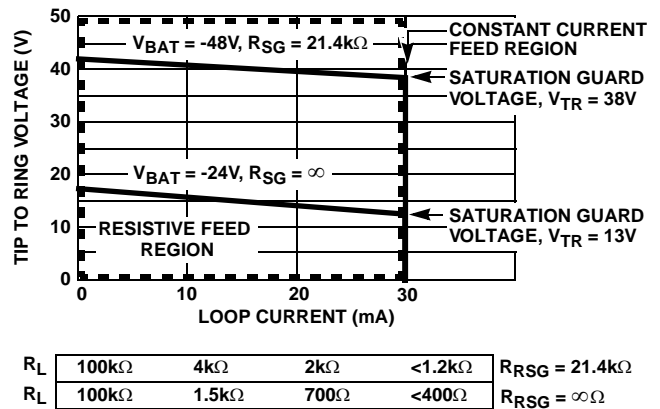 50
40
30
20
10
0
TIP TO RING VOLTAGE (V)
V_BAT = -48V, R_SG = 21.4kΩ
CONSTANT CURRENT
FEED REGION
SATURATION GUARD
VOLTAGE, V_TR = 38V
V_BAT = -24V, R_SG = ∞
RESISTIVE FEED
REGION
SATURATION GUARD
VOLTAGE, V_TR = 13V
0 10 20 30
LOOP CURRENT (mA)
R_L 100kΩ 4kΩ 2kΩ <1.2kΩ R_RSG = 21.4kΩ
R_L 100kΩ 1.5kΩ 700Ω <400Ω R_RSG = ∞Ω